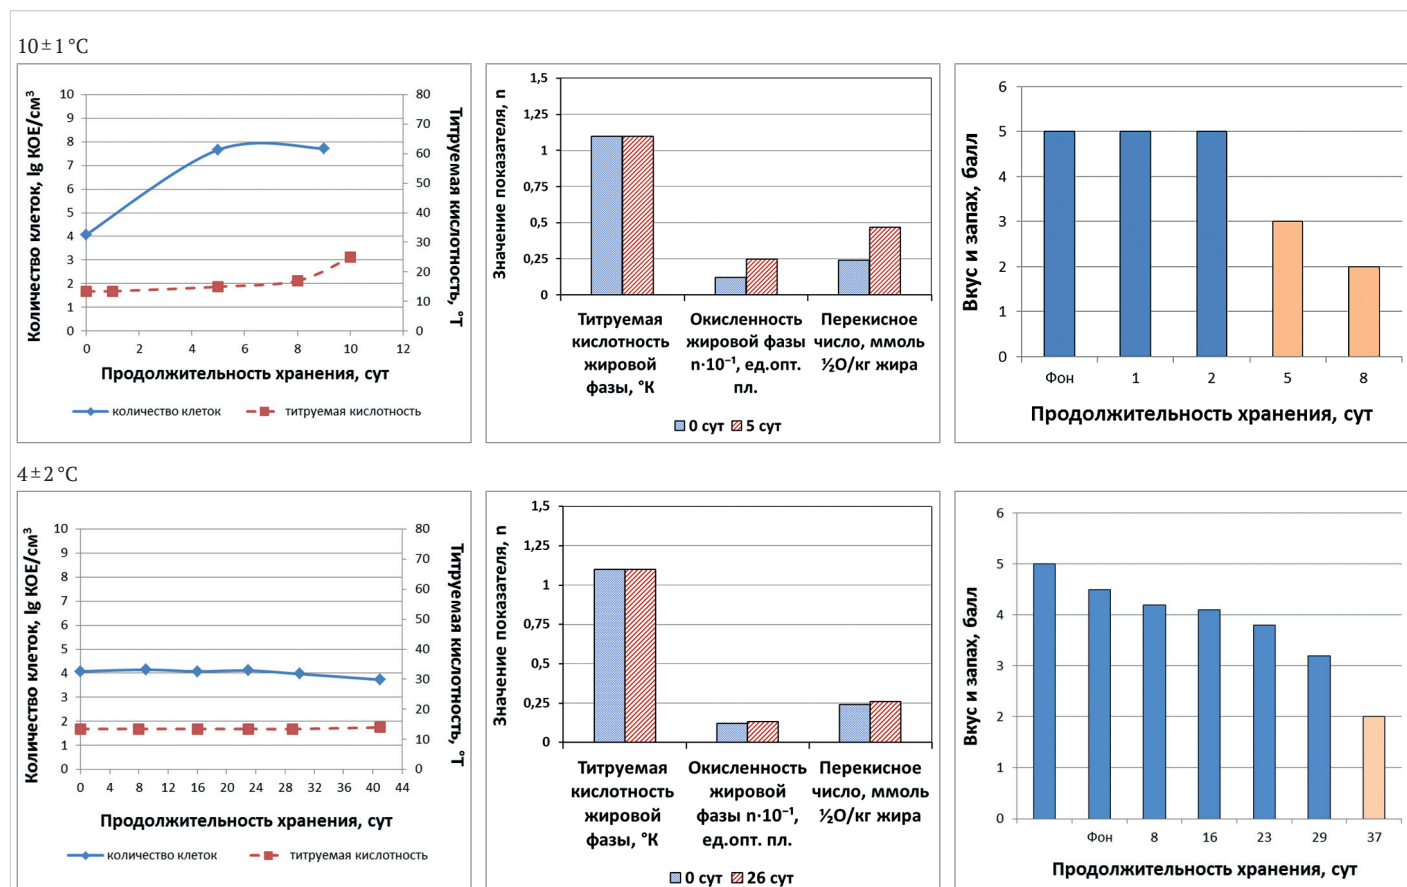 10±1 °C
Количество клеток, lg КОЕ/см³
10
9
8
7
6
5
4
3
2
1
0
80
70
60
50
40
30
20
10
0
Титруемая кислотность, °Т
0 2 4 6 8 10 12
Продолжительность хранения, сут
количество клеток титруемая кислотность
Значение показателя, n
1,5
1,25
1
0,75
0,5
0,25
0
Титруемая кислотность жировой фазы, °К
Окисленность жировой фазы n·10⁻¹, ед.опт. пл.
Перекисное число, ммоль ½O/кг жира
0 сут 5 сут
Вкус и запах, балл
6
5
4
3
2
1
0
Фон 1 2 5 8
Продолжительность хранения, сут
4±2 °C
Количество клеток, lg КОЕ/см³
10
9
8
7
6
5
4
3
2
1
0
80
70
60
50
40
30
20
10
0
Титруемая кислотность, °Т
0 4 8 12 16 20 23 24 28 32 36 40 44
Продолжительность хранения, сут
количество клеток титруемая кислотность
Значение показателя, n
1,5
1,25
1
0,75
0,5
0,25
0
Титруемая кислотность жировой фазы, °К
Окисленность жировой фазы n·10⁻¹, ед.опт. пл.
Перекисное число, ммоль ½O/кг жира
0 сут 26 сут
Вкус и запах, балл
6
5
4
3
2
1
0
Фон 8 16 23 29 37
Продолжительность хранения, сут